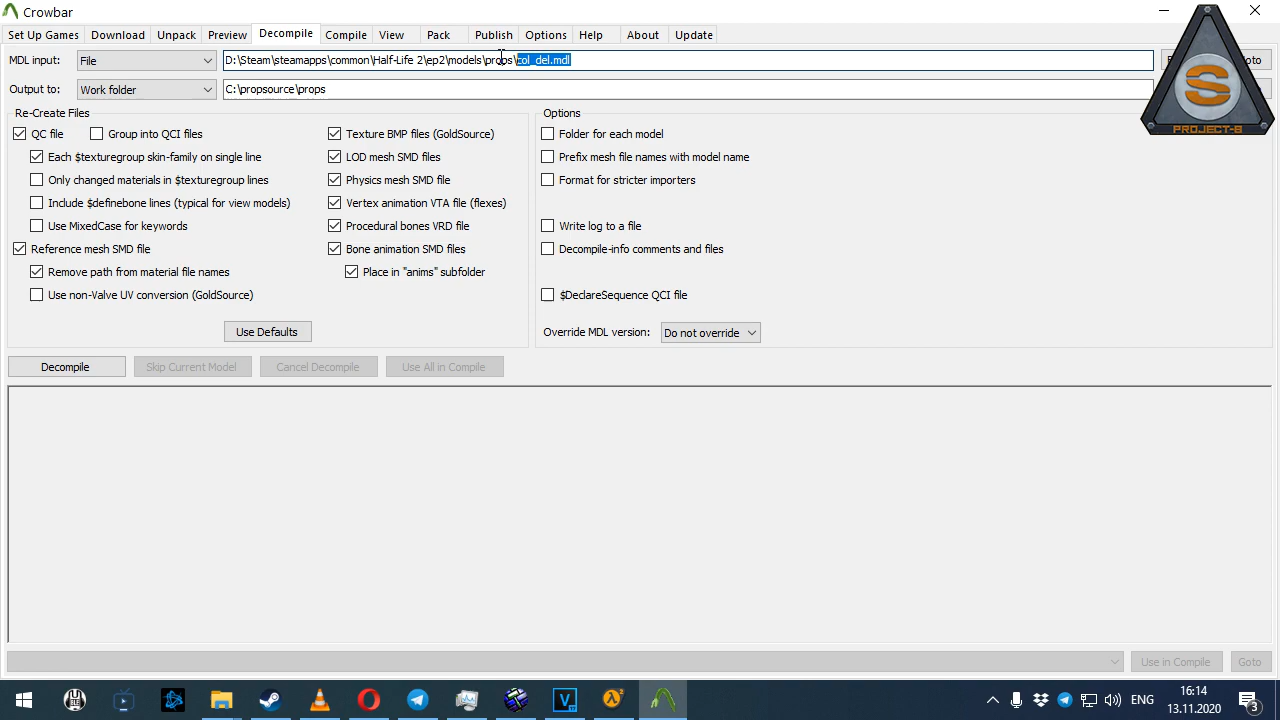 Crowbar
Set Up Games Download Unpack Preview Decompile Compile View Pack Publish Options Help About Update
MDL input: File D:\Steam\steamapps\common\Half-Life 2\ep2\models\props\col_del.mdl
Output to: Work folder C:\propsource\props
Re-Create Files Options
QC file Group into QCI files Texture BMP files (GoldSource) Folder for each model
Each $texturegroup skin-family on single line LOD mesh SMD files Prefix mesh file names with model name
Only changed materials in $texturegroup lines Physics mesh SMD file Format for stricter importers
Include $definebone lines (typical for view models) Vertex animation VTA file (flexes)
Use MixedCase for keywords Procedural bones VRD file Write log to a file
Reference mesh SMD file Bone animation SMD files Decompile-info comments and files
Remove path from material file names Place in "anims" subfolder
Use non-Valve UV conversion (GoldSource) $DeclareSequence QCI file
Use Defaults Override MDL version: Do not override
Decompile Skip Current Model Cancel Decompile Use All in Compile
Use in Compile Goto
S
PROJECT-S
ENG 16:14
13.11.2020
3